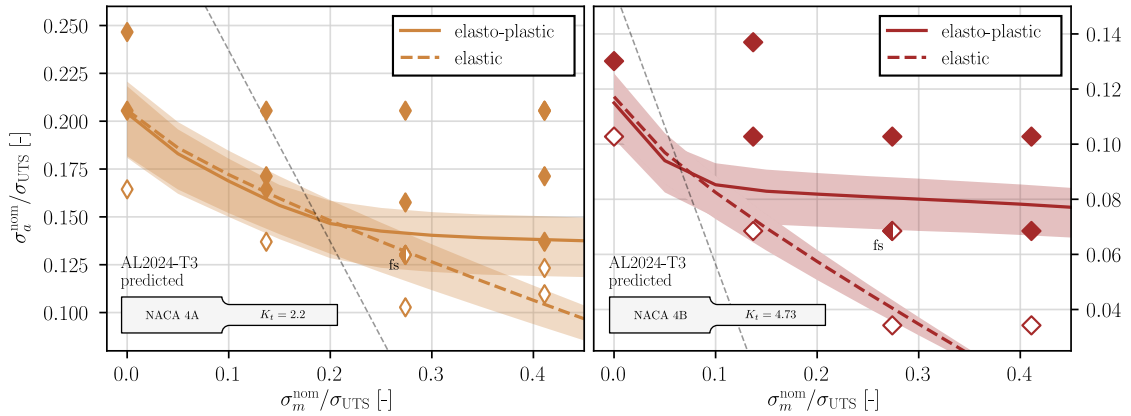 elasto-plastic
elastic
0.250
0.225
0.200
0.175
0.150
0.125
0.100
σ_a^nom/σ_UTS [-]
fs
AL2024-T3
predicted
NACA 4A
K_t = 2.2
0.0 0.1 0.2 0.3 0.4
σ_m^nom/σ_UTS [-]
elasto-plastic
elastic
0.14
0.12
0.10
0.08
0.06
0.04
σ_a^nom/σ_UTS [-]
fs
AL2024-T3
predicted
NACA 4B
K_t = 4.73
0.0 0.1 0.2 0.3 0.4
σ_m^nom/σ_UTS [-]